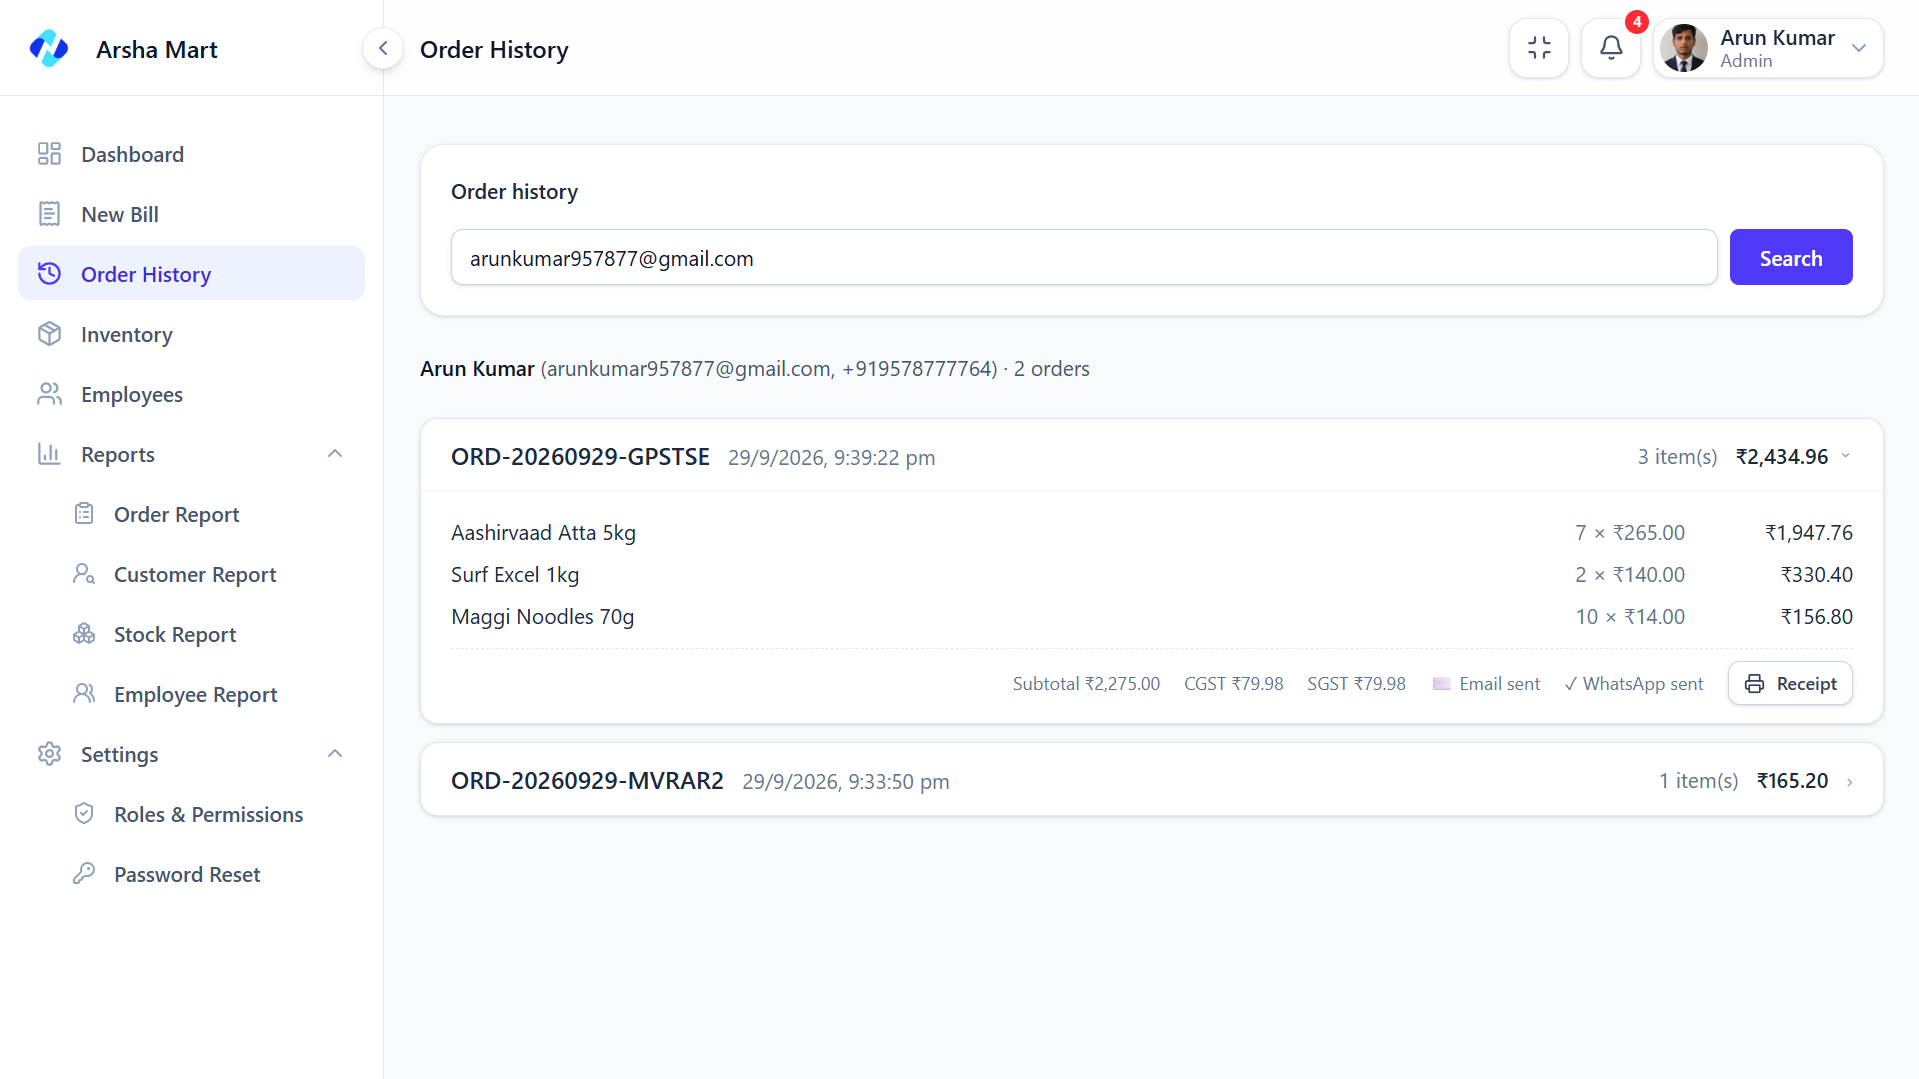 Arsha Mart
Order History
4
Arun Kumar
Admin
Dashboard
New Bill
Order History
Inventory
Employees
Reports
Order Report
Customer Report
Stock Report
Employee Report
Settings
Roles & Permissions
Password Reset
Order history
arunkumar957877@gmail.com
Search
Arun Kumar (arunkumar957877@gmail.com, +919578777764) · 2 orders
ORD-20260929-GPSTSE 29/9/2026, 9:39:22 pm 3 item(s) ₹2,434.96
Aashirvaad Atta 5kg 7 × ₹265.00 ₹1,947.76
Surf Excel 1kg 2 × ₹140.00 ₹330.40
Maggi Noodles 70g 10 × ₹14.00 ₹156.80
Subtotal ₹2,275.00 CGST ₹79.98 SGST ₹79.98 Email sent ✓ WhatsApp sent Receipt
ORD-20260929-MVRAR2 29/9/2026, 9:33:50 pm 1 item(s) ₹165.20